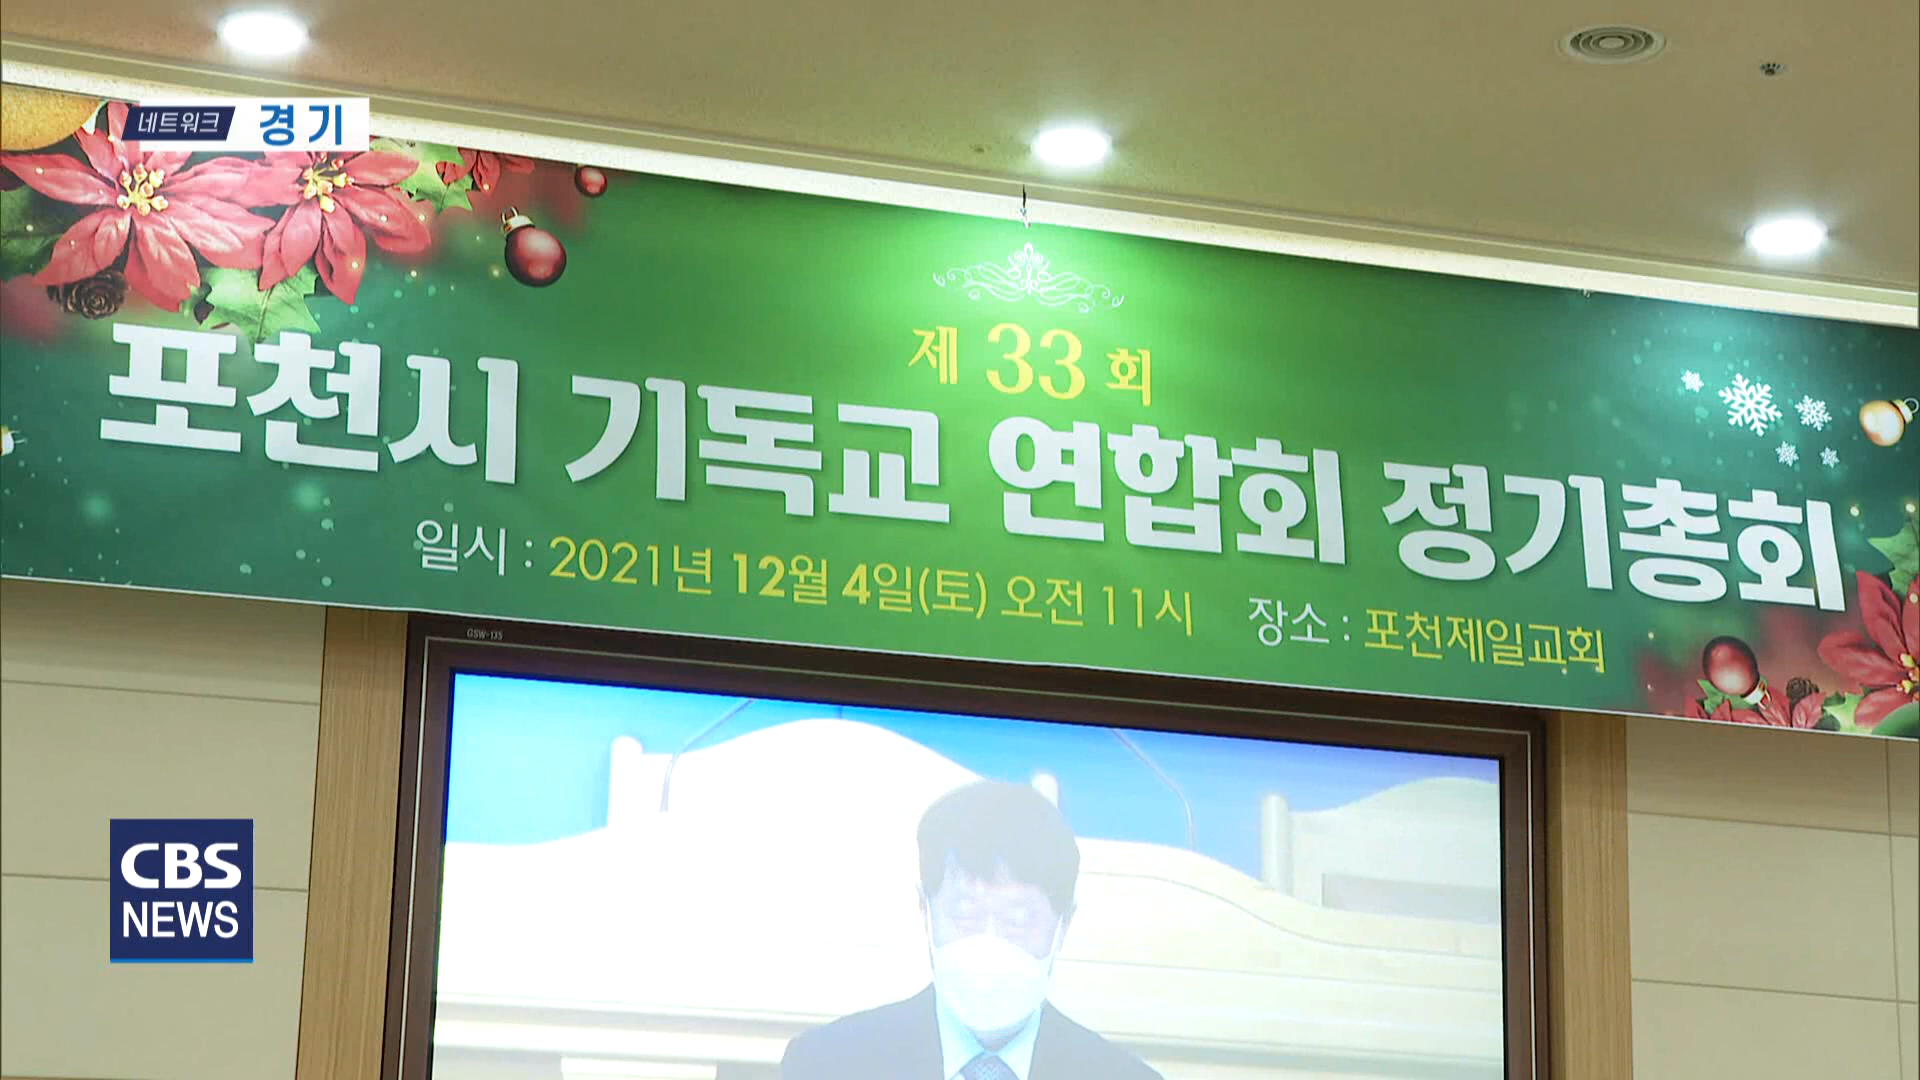 네트워크 경기
제 33 회
포천시 기독교 연합회 정기총회
일시 : 2021년 12월 4일(토) 오전 11시 장소 : 포천제일교회
GSW-135
CBS
NEWS